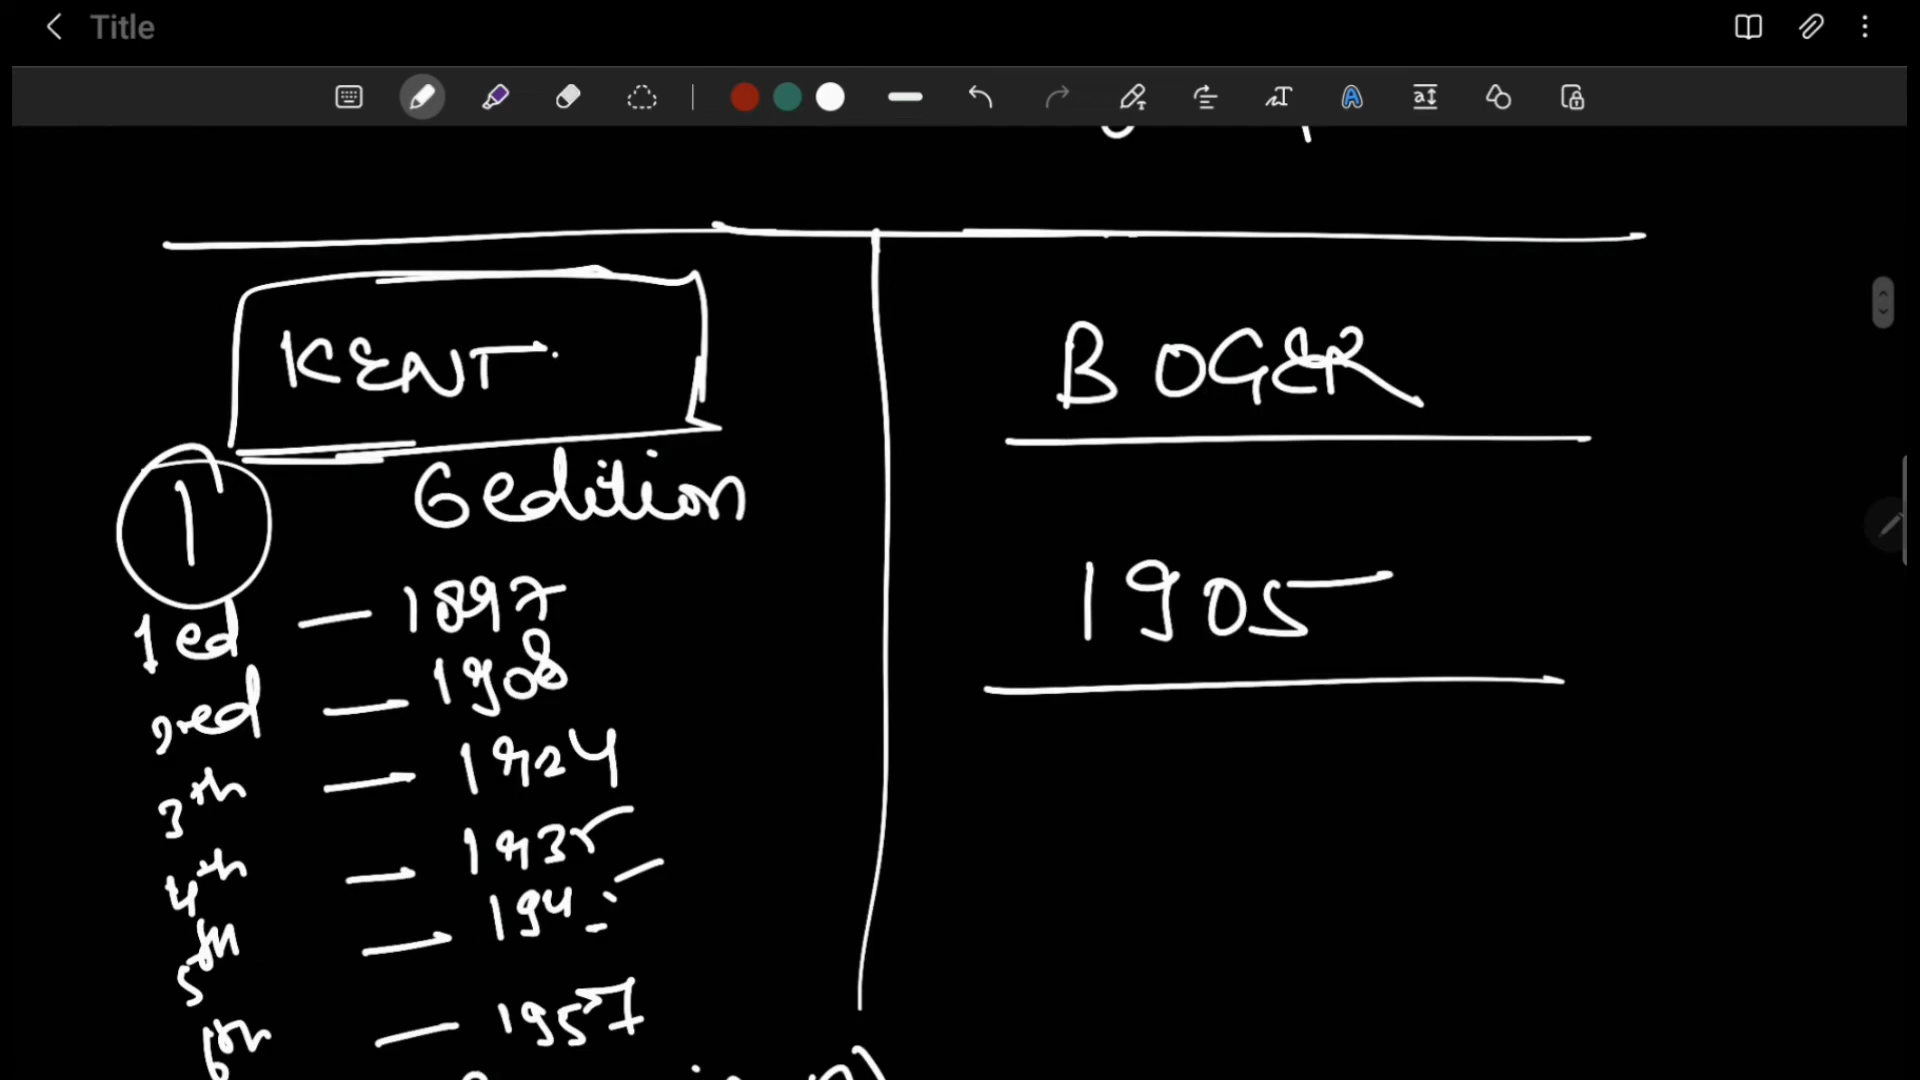 Title
KENT
BOGER
1
6 edition
1905
1 ed — 1897
2ed — 1908
3th — 1924
4th — 1935
5th — 194
6th — 1957